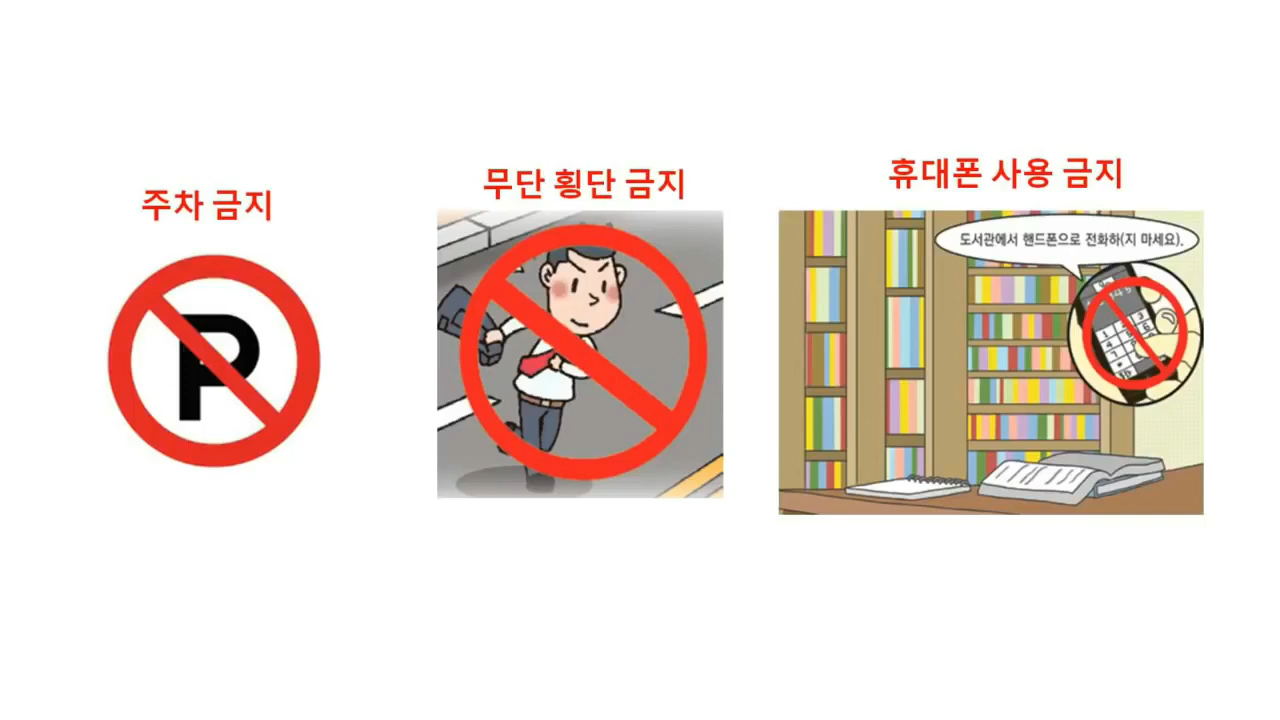 주차 금지
P
무단 횡단 금지
휴대폰 사용 금지
도서관에서 핸드폰으로 전화하(지 마세요).